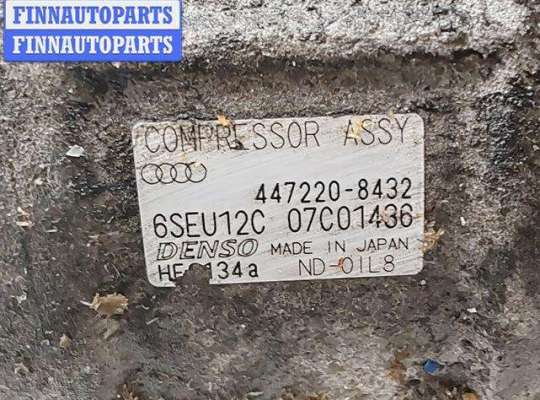 FINNAUTOPARTS
FINNAUTOPARTS
COMPRESSOR ASSY
447220-8432
6SEU12C 07C01436
DENSO MADE IN JAPAN
ND-OIL8